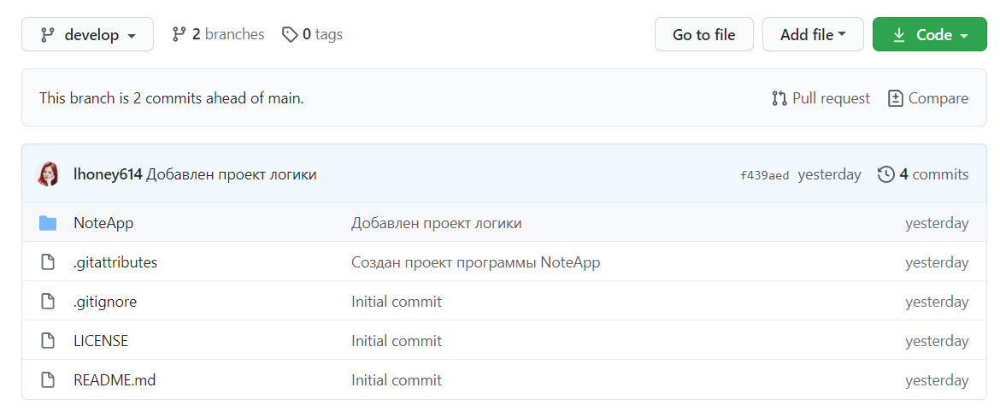 develop 2 branches 0 tags Go to file Add file Code
This branch is 2 commits ahead of main. Pull request Compare
lhoney614 Добавлен проект логики f439aed yesterday 4 commits
NoteApp Добавлен проект логики yesterday
.gitattributes Создан проект программы NoteApp yesterday
.gitignore Initial commit yesterday
LICENSE Initial commit yesterday
README.md Initial commit yesterday